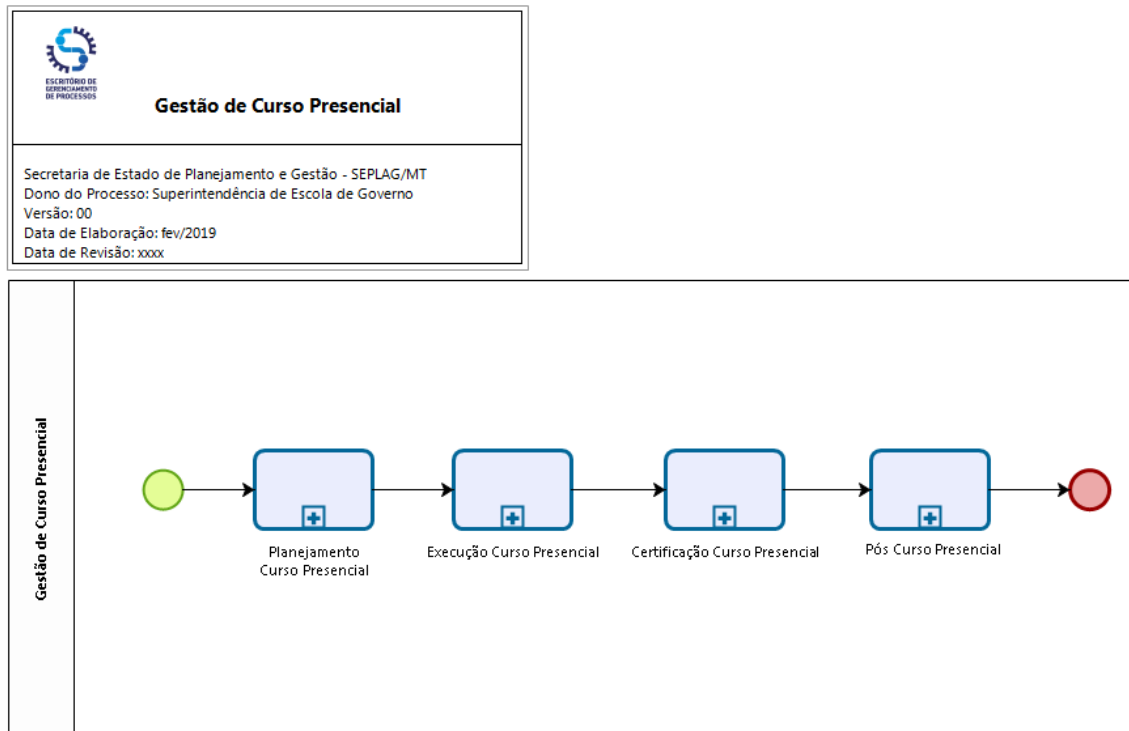 ESCRITÓRIO DE
GERENCIAMENTO
DE PROCESSOS
Gestão de Curso Presencial
Secretaria de Estado de Planejamento e Gestão - SEPLAG/MT
Dono do Processo: Superintendência de Escola de Governo
Versão: 00
Data de Elaboração: fev/2019
Data de Revisão: xxxx
Gestão de Curso Presencial
Planejamento
Curso Presencial
Execução Curso Presencial
Certificação Curso Presencial
Pós Curso Presencial